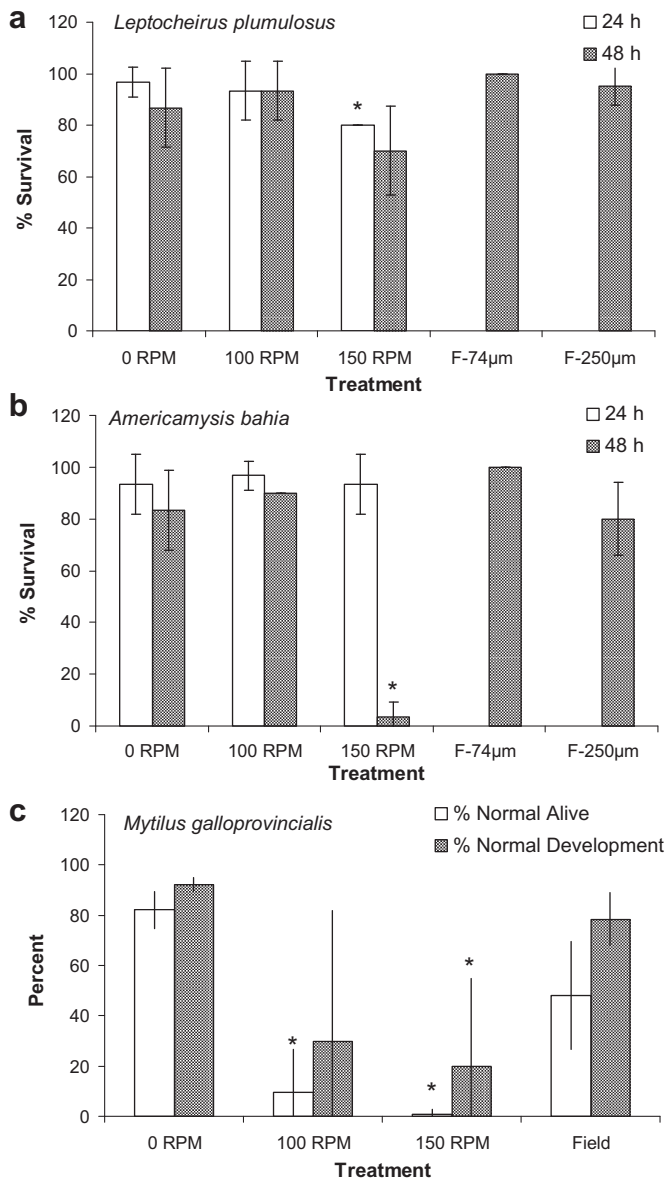 a
Leptocheirus plumulosus
24 h
48 h
120
100
80
60
40
20
0
% Survival
*
0 RPM 100 RPM 150 RPM F-74µm F-250µm
Treatment
b
Americamysis bahia
24 h
48 h
120
100
80
60
40
20
0
% Survival
*
0 RPM 100 RPM 150 RPM F-74µm F-250µm
Treatment
c
Mytilus galloprovincialis
% Normal Alive
% Normal Development
120
100
80
60
40
20
0
Percent
*
*
*
0 RPM 100 RPM 150 RPM Field
Treatment